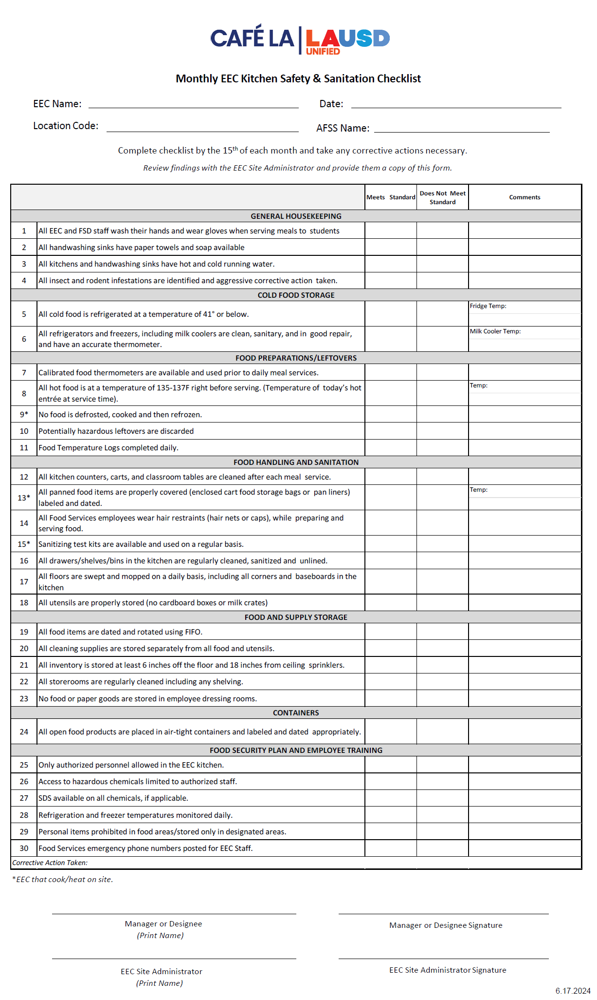 CAFÉ LA LAUSD
UNIFIED
Monthly EEC Kitchen Safety & Sanitation Checklist
EEC Name: Date:
Location Code: AFSS Name:
Complete checklist by the 15th of each month and take any corrective actions necessary.
Review findings with the EEC Site Administrator and provide them a copy of this form.
Meets Standard Does Not Meet Standard Comments
GENERAL HOUSEKEEPING
1 All EEC and FSD staff wash their hands and wear gloves when serving meals to students
2 All handwashing sinks have paper towels and soap available
3 All kitchens and handwashing sinks have hot and cold running water.
4 All insect and rodent infestations are identified and aggressive corrective action taken.
COLD FOOD STORAGE
5 All cold food is refrigerated at a temperature of 41° or below. Fridge Temp:
6 All refrigerators and freezers, including milk coolers are clean, sanitary, and in good repair, Milk Cooler Temp:
and have an accurate thermometer.
FOOD PREPARATIONS/LEFTOVERS
7 Calibrated food thermometers are available and used prior to daily meal services.
8 All hot food is at a temperature of 135-137F right before serving. (Temperature of today's hot Temp:
entrée at service time).
9* No food is defrosted, cooked and then refrozen.
10 Potentially hazardous leftovers are discarded
11 Food Temperature Logs completed daily.
FOOD HANDLING AND SANITATION
12 All kitchen counters, carts, and classroom tables are cleaned after each meal service.
13* All panned food items are properly covered (enclosed cart food storage bags or pan liners) Temp:
labeled and dated.
14 All Food Services employees wear hair restraints (hair nets or caps), while preparing and
serving food.
15* Sanitizing test kits are available and used on a regular basis.
16 All drawers/shelves/bins in the kitchen are regularly cleaned, sanitized and unlined.
17 All floors are swept and mopped on a daily basis, including all corners and baseboards in the
kitchen
18 All utensils are properly stored (no cardboard boxes or milk crates)
FOOD AND SUPPLY STORAGE
19 All food items are dated and rotated using FIFO.
20 All cleaning supplies are stored separately from all food and utensils.
21 All inventory is stored at least 6 inches off the floor and 18 inches from ceiling sprinklers.
22 All storerooms are regularly cleaned including any shelving.
23 No food or paper goods are stored in employee dressing rooms.
CONTAINERS
24 All open food products are placed in air-tight containers and labeled and dated appropriately.
FOOD SECURITY PLAN AND EMPLOYEE TRAINING
25 Only authorized personnel allowed in the EEC kitchen.
26 Access to hazardous chemicals limited to authorized staff.
27 SDS available on all chemicals, if applicable.
28 Refrigeration and freezer temperatures monitored daily.
29 Personal items prohibited in food areas/stored only in designated areas.
30 Food Services emergency phone numbers posted for EEC Staff.
Corrective Action Taken:
*EEC that cook/heat on site.
Manager or Designee Manager or Designee Signature
(Print Name)
EEC Site Administrator EEC Site Administrator Signature
(Print Name)
6.17.2024